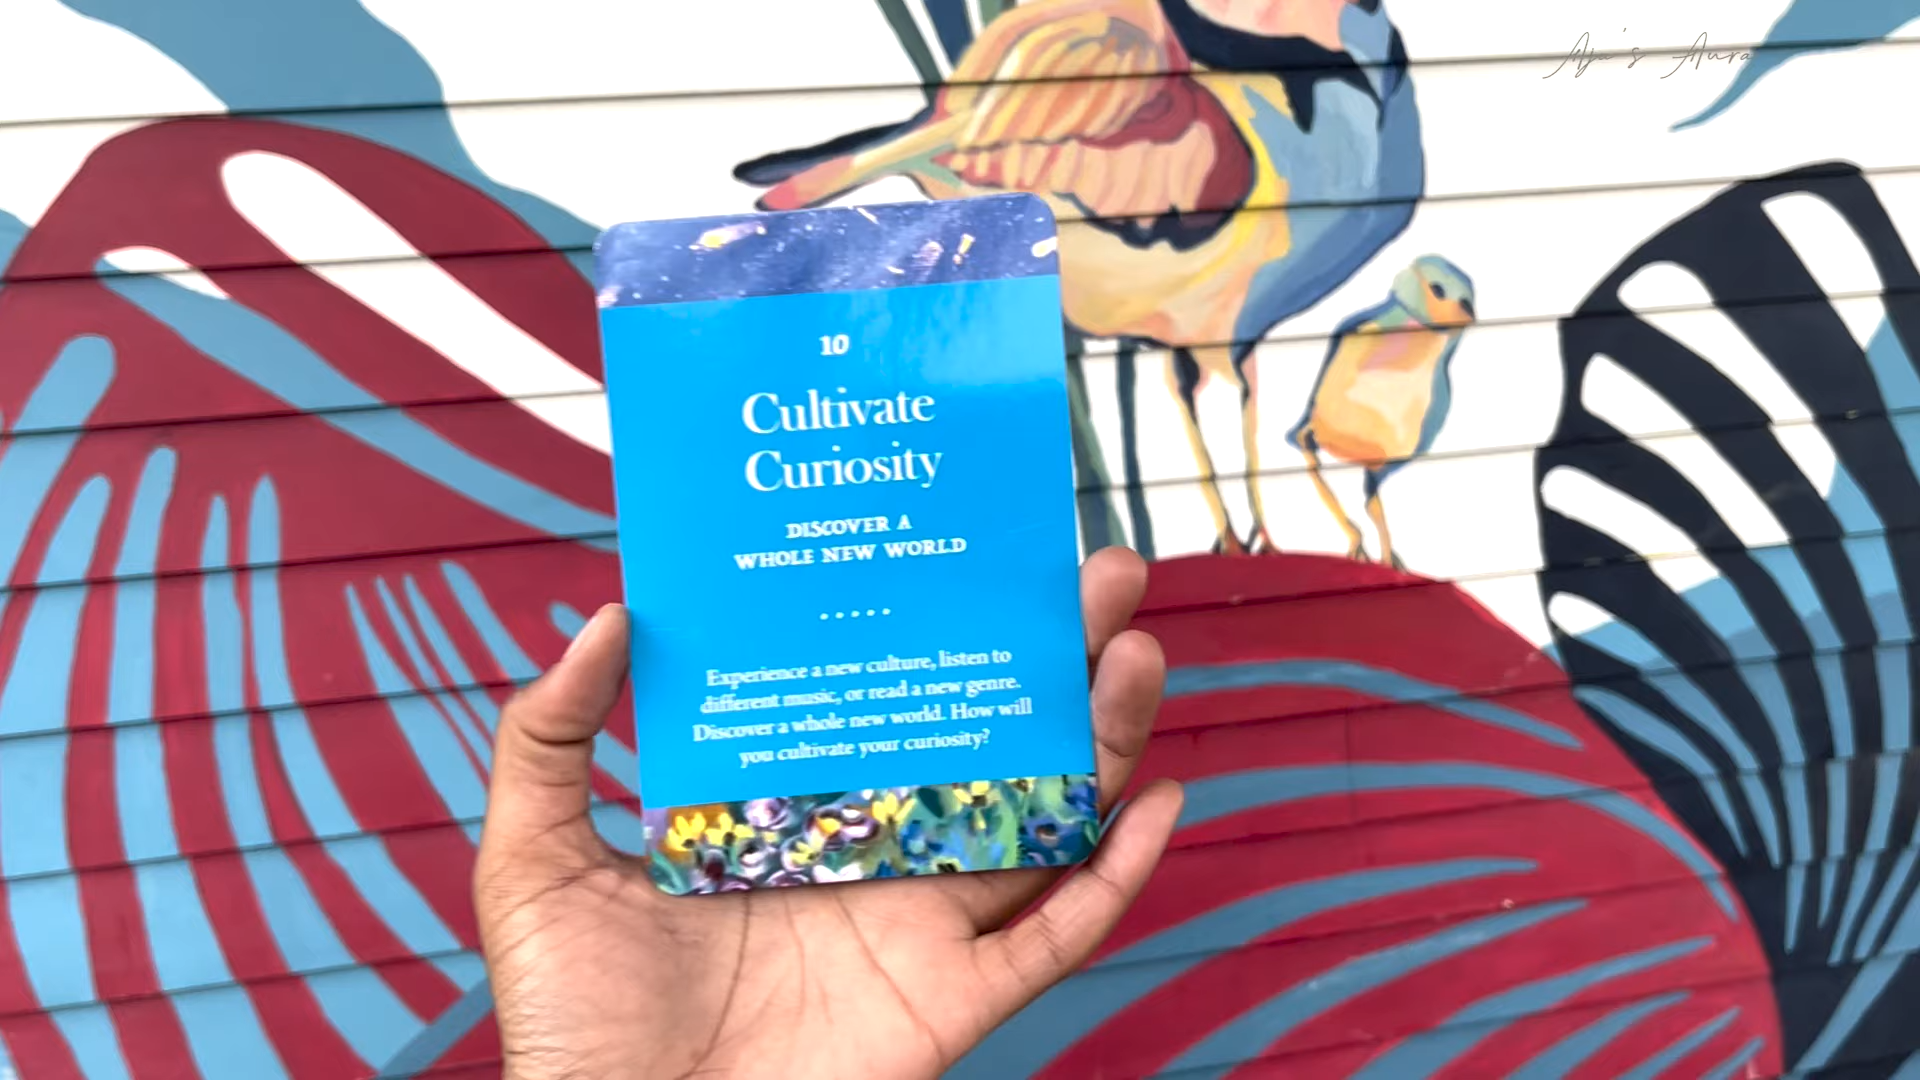 Aja's Aura
10
Cultivate
Curiosity
DISCOVER A
WHOLE NEW WORLD
Experience a new culture, listen to
different music, or read a new genre.
Discover a whole new world. How will
you cultivate your curiosity?